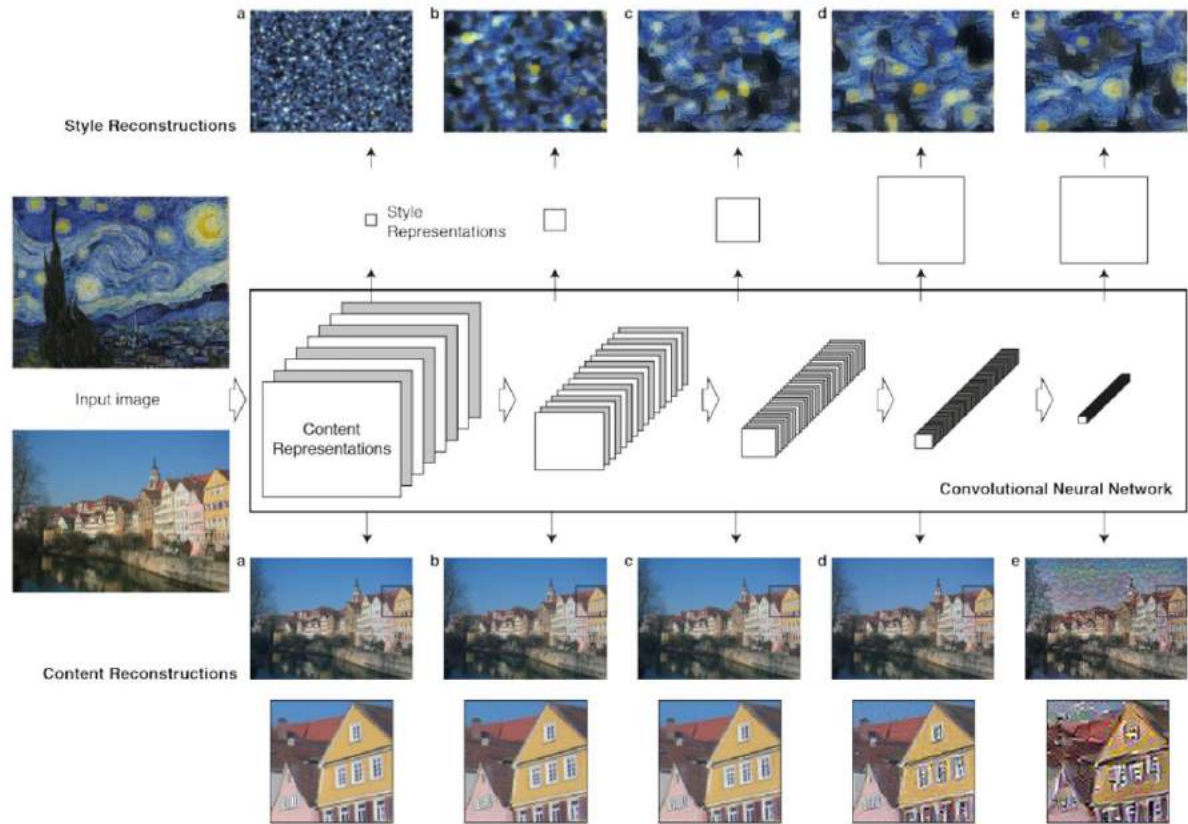 a
b
c
d
e
Style Reconstructions
Style
Representations
Input image
Content
Representations
Convolutional Neural Network
a
b
c
d
e
Content Reconstructions